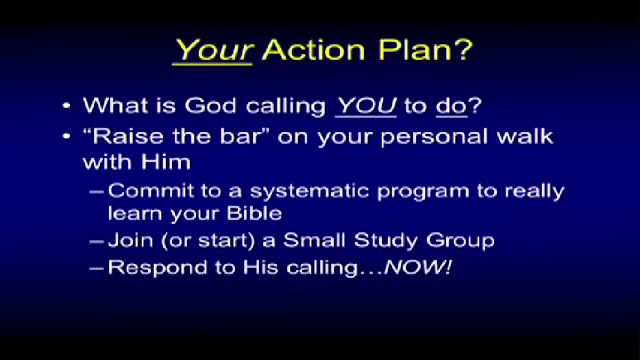 Your Action Plan?
• What is God calling YOU to do?
• “Raise the bar” on your personal walk
with Him
–Commit to a systematic program to really
learn your Bible
–Join (or start) a Small Study Group
–Respond to His calling…NOW!